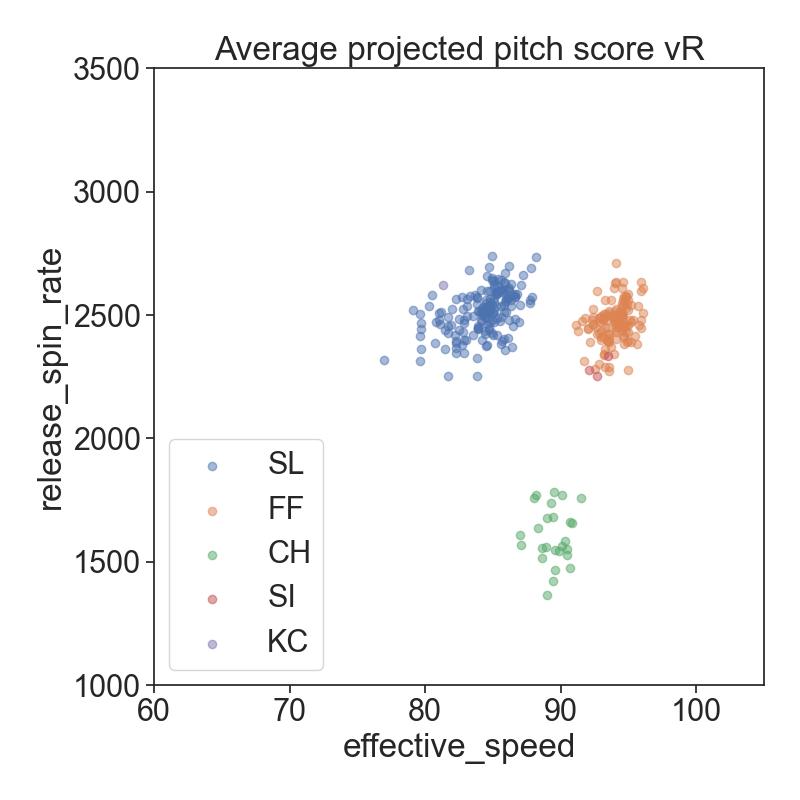 Average projected pitch score vR
3500
3000
2500
2000
1500
1000
release_spin_rate
SL
FF
CH
SI
KC
60
70
80
90
100
effective_speed